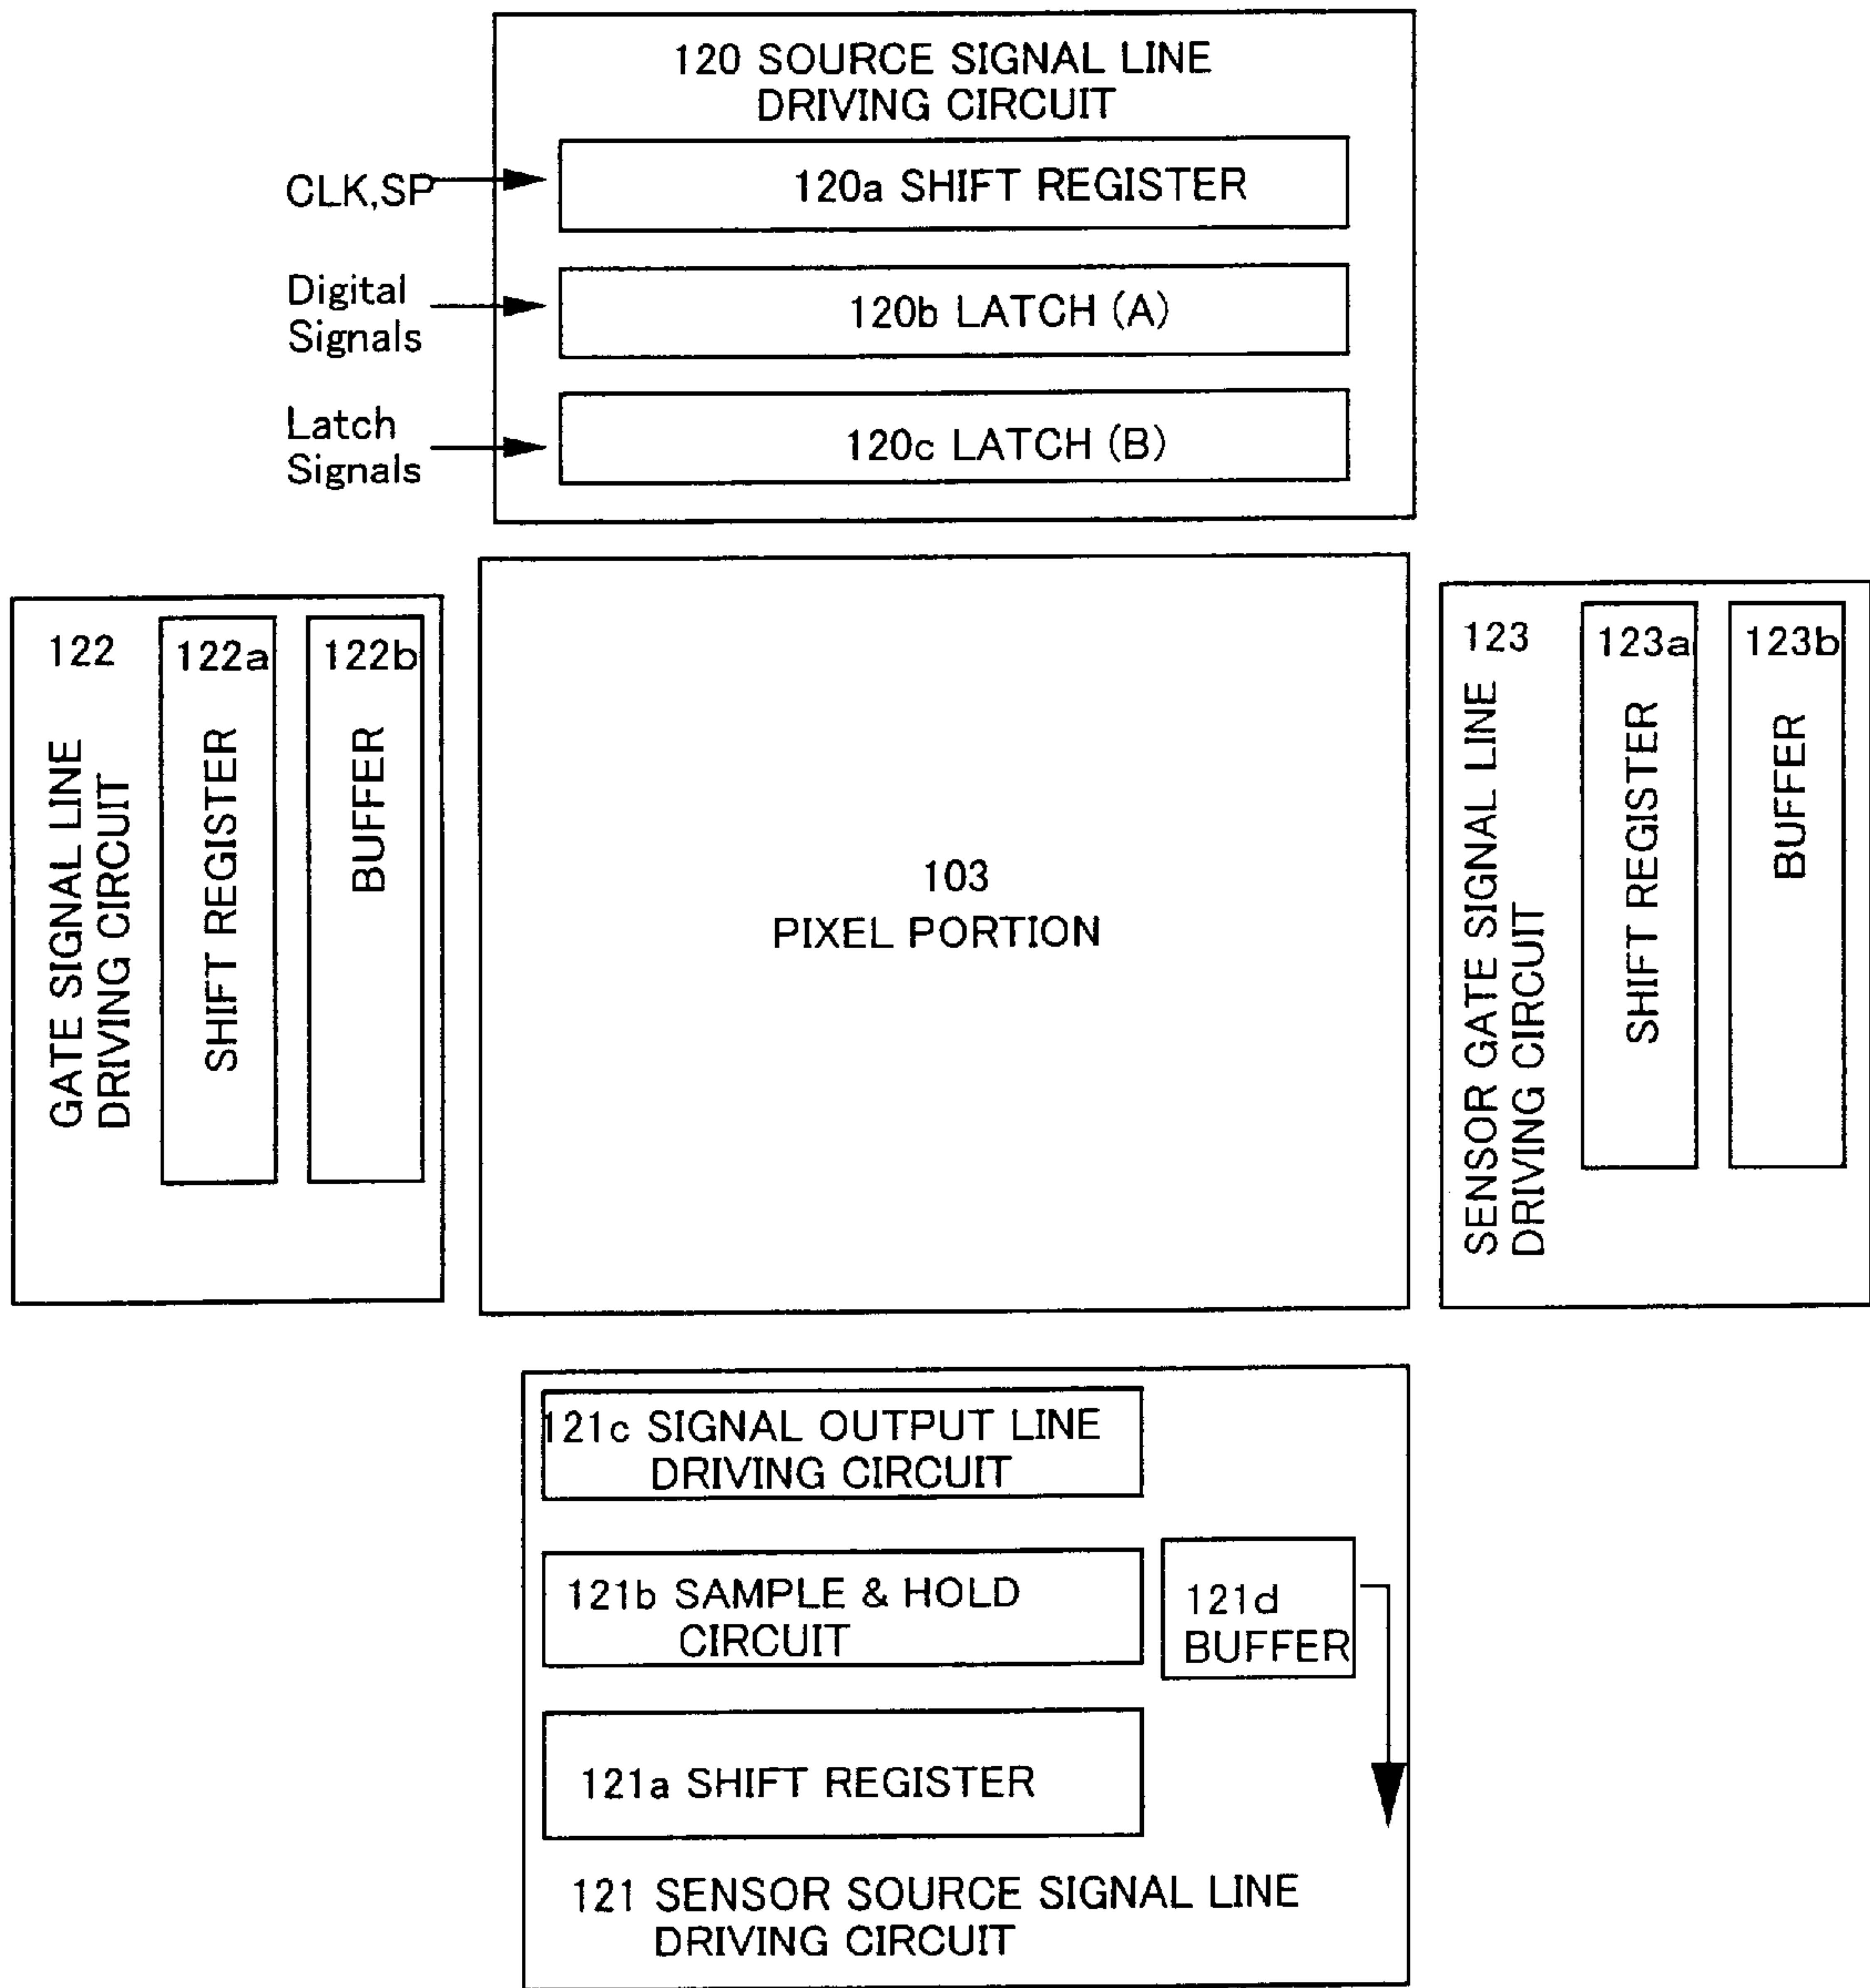 120 SOURCE SIGNAL LINE
DRIVING CIRCUIT
CLK,SP
120a SHIFT REGISTER
Digital
Signals
120b LATCH (A)
Latch
Signals
120c LATCH (B)
122
GATE SIGNAL LINE
DRIVING CIRCUIT
122a
SHIFT REGISTER
122b
BUFFER
103
PIXEL PORTION
123
SENSOR GATE SIGNAL LINE
DRIVING CIRCUIT
123a
SHIFT REGISTER
123b
BUFFER
121c SIGNAL OUTPUT LINE
DRIVING CIRCUIT
121b SAMPLE & HOLD
CIRCUIT
121d
BUFFER
121a SHIFT REGISTER
121 SENSOR SOURCE SIGNAL LINE
DRIVING CIRCUIT